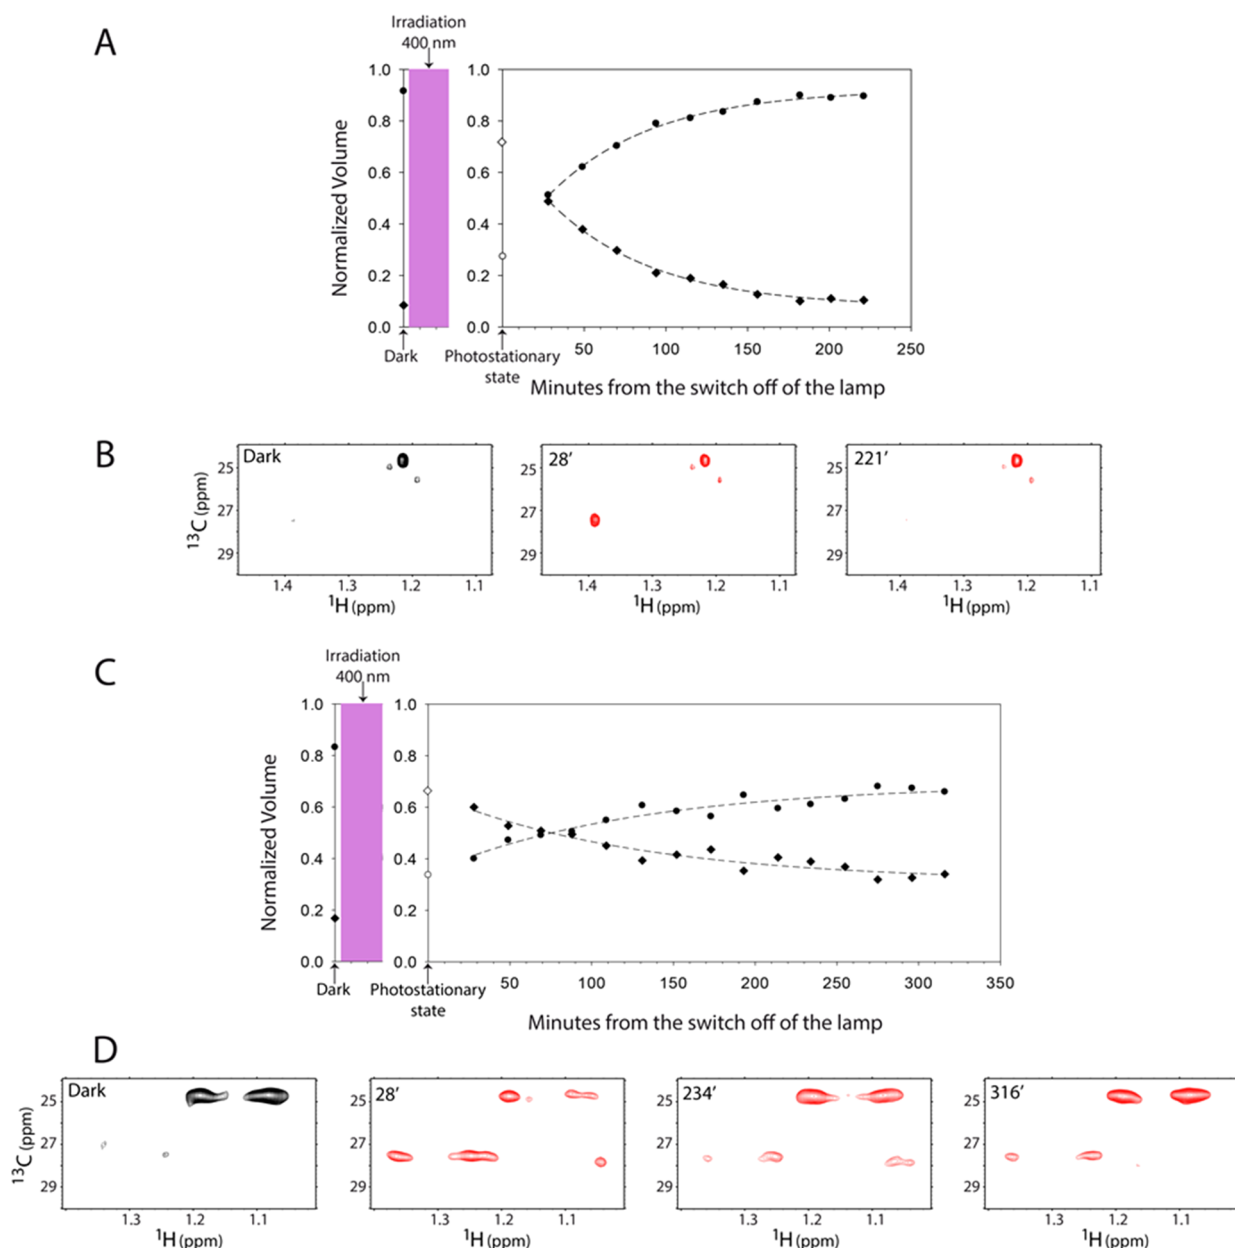 A
Irradiation
400 nm
1.0
0.8
0.6
0.4
0.2
0.0
Normalized Volume
1.0
0.8
0.6
0.4
0.2
0.0
50 100 150 200 250
Dark
Photostationary
state
Minutes from the switch off of the lamp
B
Dark
25
27
29
13C (ppm)
1.4 1.3 1.2 1.1
1H (ppm)
28′
25
27
29
1.4 1.3 1.2 1.1
1H (ppm)
221′
25
27
29
1.4 1.3 1.2 1.1
1H (ppm)
C
Irradiation
400 nm
1.0
0.8
0.6
0.4
0.2
0.0
Normalized Volume
1.0
0.8
0.6
0.4
0.2
0.0
50 100 150 200 250 300 350
Dark
Photostationary
state
Minutes from the switch off of the lamp
D
Dark
25
27
29
13C (ppm)
1.3 1.2 1.1
1H (ppm)
28′
25
27
29
1.3 1.2 1.1
1H (ppm)
234′
25
27
29
1.3 1.2 1.1
1H (ppm)
316′
25
27
29
1.3 1.2 1.1
1H (ppm)